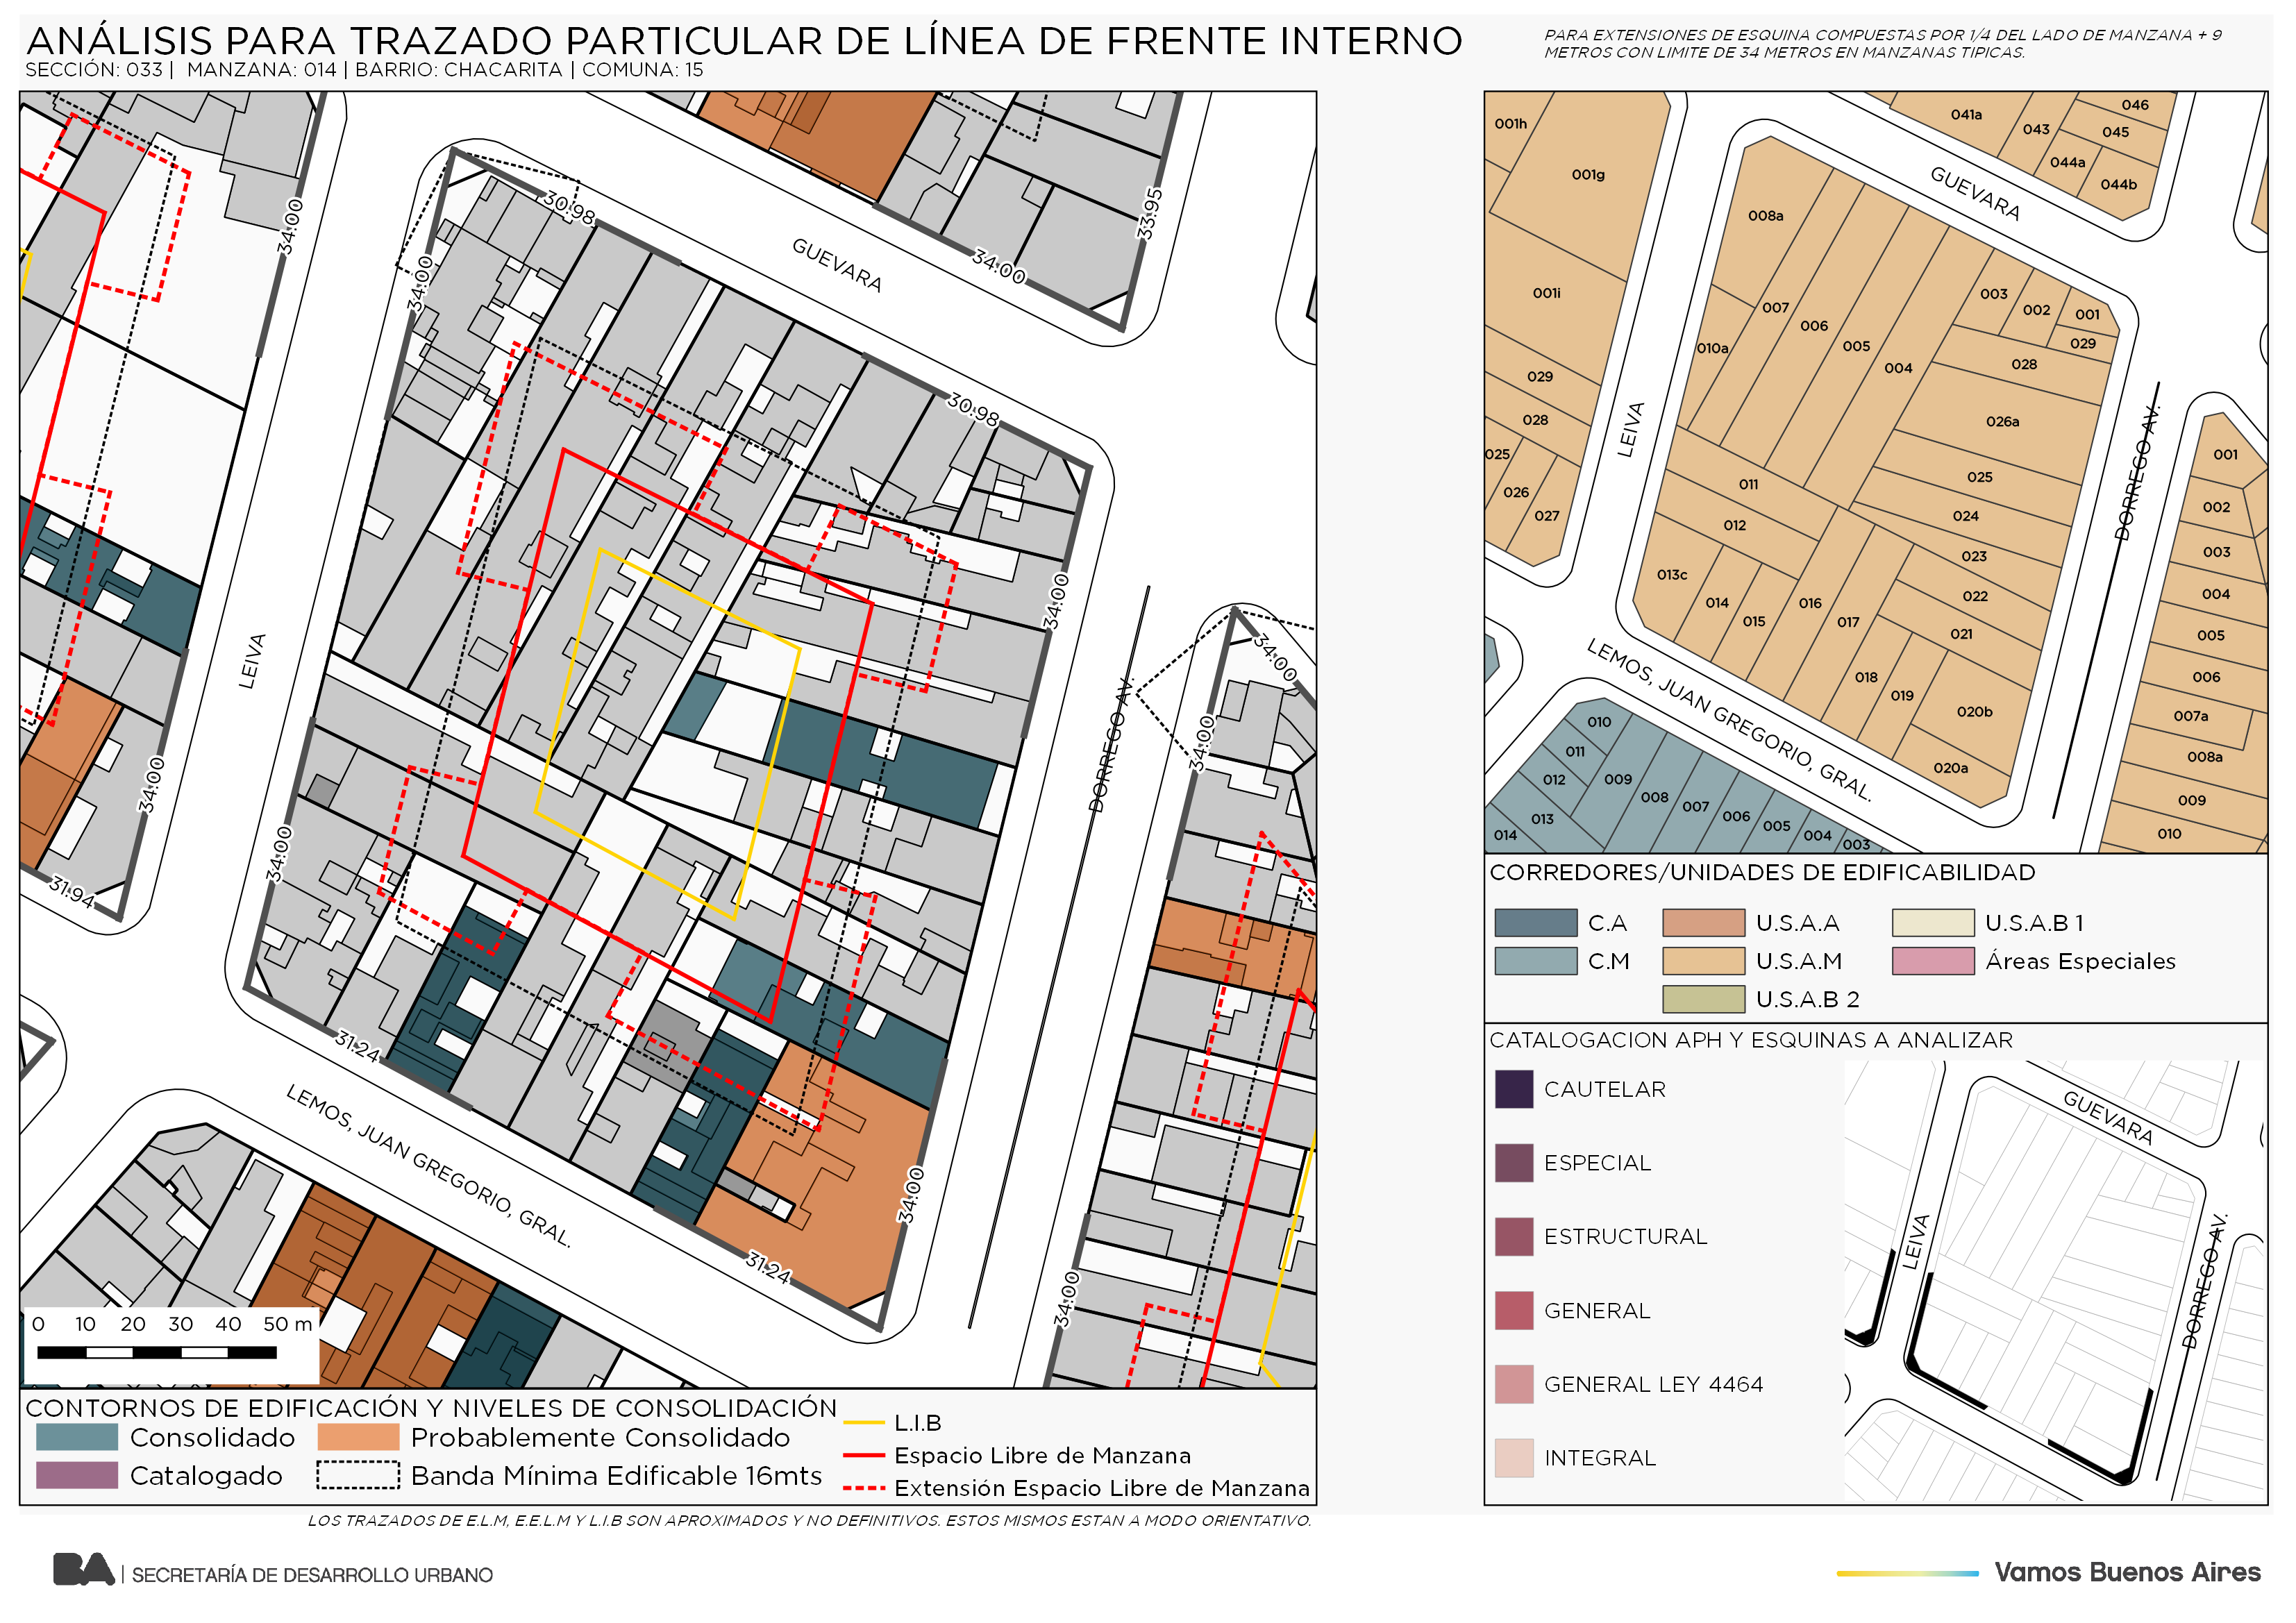 ANÁLISIS PARA TRAZADO PARTICULAR DE LÍNEA DE FRENTE INTERNO
SECCIÓN: 033 | MANZANA: 014 | BARRIO: CHACARITA | COMUNA: 15
PARA EXTENSIONES DE ESQUINA COMPUESTAS POR 1/4 DEL LADO DE MANZANA + 9
METROS CON LIMITE DE 34 METROS EN MANZANAS TIPICAS.
34:00
30.98
33.95
34:00
34:00
GUEVARA
30.98
34:00
LEIVA
34:00
34:00
DORREGO AV.
34:00
34:00
31.94
31.24
LEMOS, JUAN GREGORIO, GRAL.
34:00
31.24
34:00
0 10 20 30 40 50 m
CONTORNOS DE EDIFICACIÓN Y NIVELES DE CONSOLIDACIÓN
Consolidado
Probablemente Consolidado
Catalogado
Banda Mínima Edificable 16mts
L.I.B
Espacio Libre de Manzana
Extensión Espacio Libre de Manzana
LOS TRAZADOS DE E.L.M, E.E.L.M Y L.I.B SON APROXIMADOS Y NO DEFINITIVOS. ESTOS MISMOS ESTAN A MODO ORIENTATIVO.
001h
001g
041a
043
046
045
044a
044b
GUEVARA
008a
001i
007
006
005
004
003
002
001
029
028
010a
029
028
025
026
027
LEIVA
026a
025
024
023
022
021
011
012
013c
014
015
016
017
018
019
020b
020a
DORREGO AV.
LEMOS, JUAN GREGORIO, GRAL.
001
002
003
004
005
006
007a
008a
009
010
010
011
012
013
014
009
008
007
006
005
004
003
CORREDORES/UNIDADES DE EDIFICABILIDAD
C.A
U.S.A.A
U.S.A.B 1
C.M
U.S.A.M
Áreas Especiales
U.S.A.B 2
CATALOGACION APH Y ESQUINAS A ANALIZAR
CAUTELAR
ESPECIAL
ESTRUCTURAL
GENERAL
GENERAL LEY 4464
INTEGRAL
GUEVARA
LEIVA
DORREGO AV.
BA | SECRETARÍA DE DESARROLLO URBANO
Vamos Buenos Aires